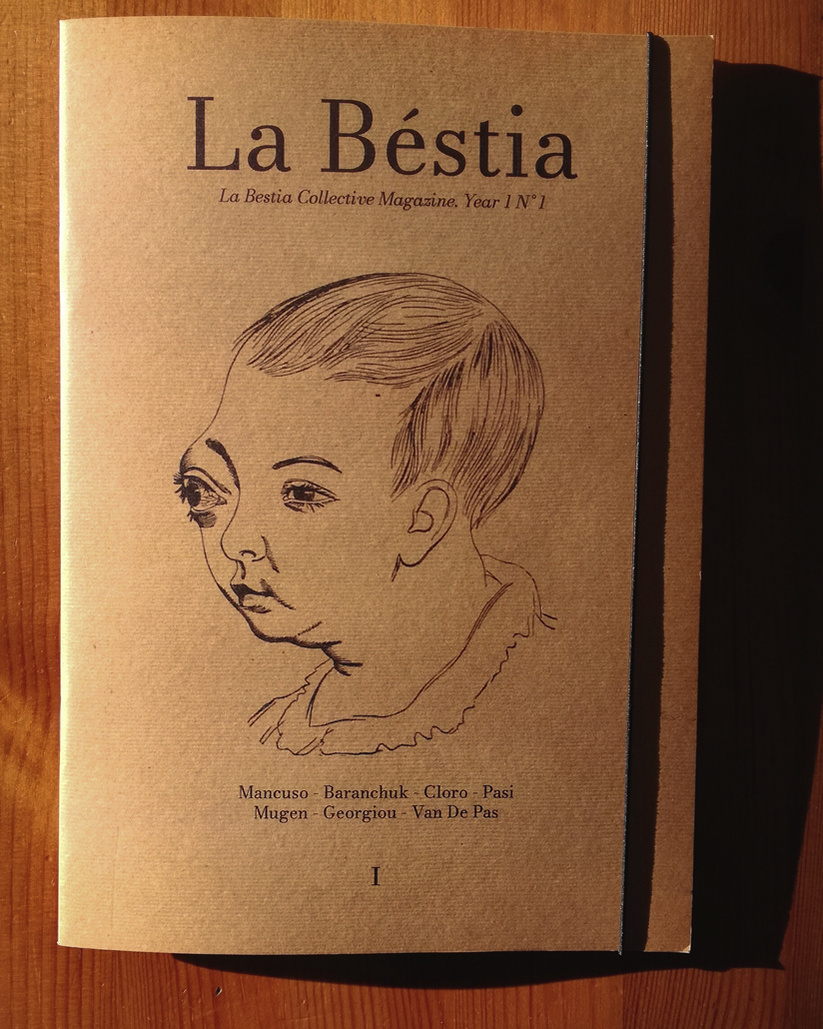 La Béstia
La Bestia Collective Magazine. Year 1 N°1
Mancuso - Baranchuk - Cloro - Pasi
Mugen - Georgiou - Van De Pas
I